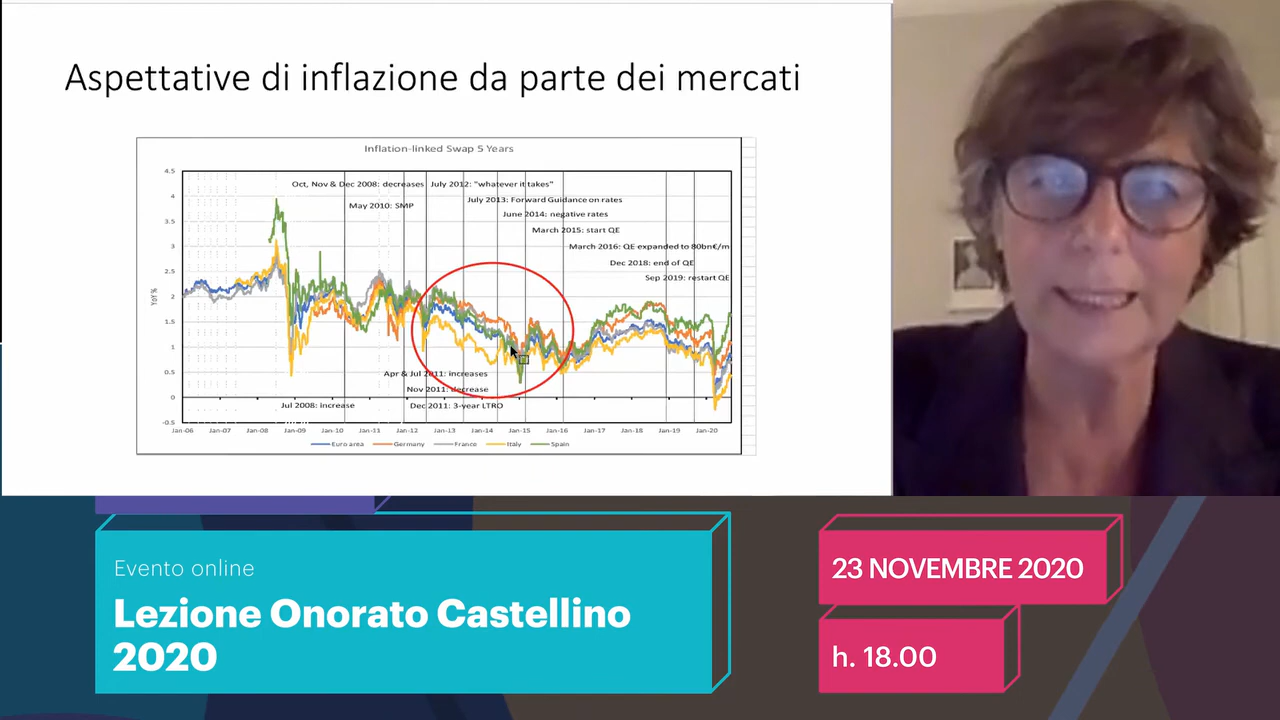 Aspettative di inflazione da parte dei mercati
Inflation-linked Swap 5 Years
4.5
4
3.5
3
2.5
2
1.5
1
0.5
0
-0.5
YoY%
Oct, Nov & Dec 2008: decreases
July 2012: "whatever it takes"
May 2010: SMP
July 2013: Forward Guidance on rates
June 2014: negative rates
March 2015: start QE
March 2016: QE expanded to 80bn€/m
Dec 2018: end of QE
Sep 2019: restart QE
Apr & Jul 2011: increases
Nov 2011: decrease
Jul 2008: increase
Dec 2011: 3-year LTRO
Jan-06 Jan-07 Jan-08 Jan-09 Jan-10 Jan-11 Jan-12 Jan-13 Jan-14 Jan-15 Jan-16 Jan-17 Jan-18 Jan-19 Jan-20
Euro area Germany France Italy Spain
Evento online
Lezione Onorato Castellino
2020
23 NOVEMBRE 2020
h. 18.00